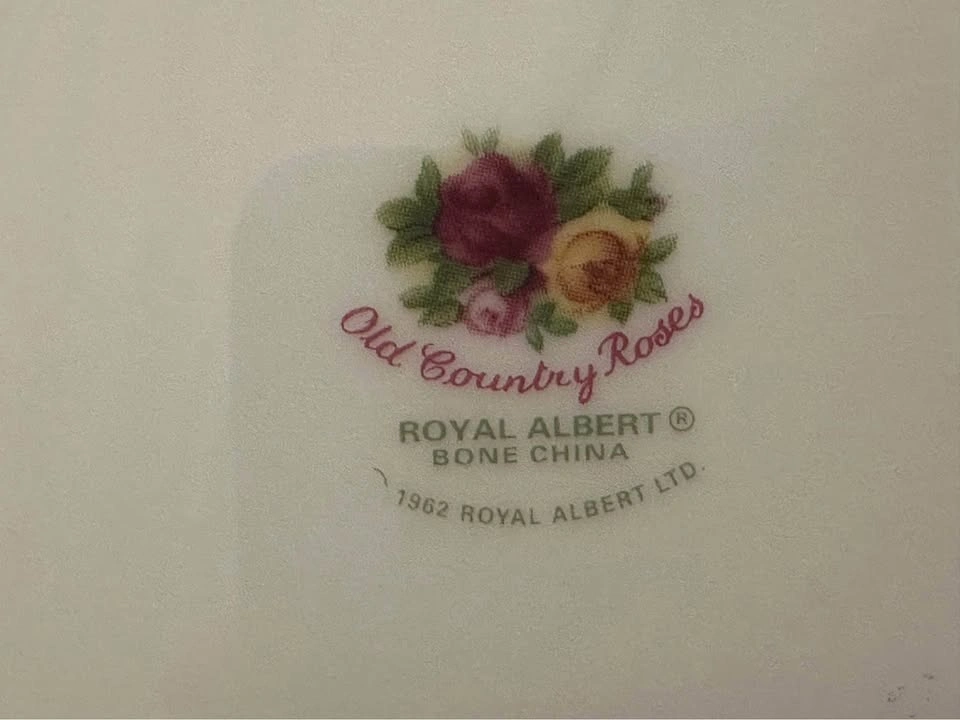 Old Country Roses
ROYAL ALBERT ®
BONE CHINA
1962 ROYAL ALBERT LTD.